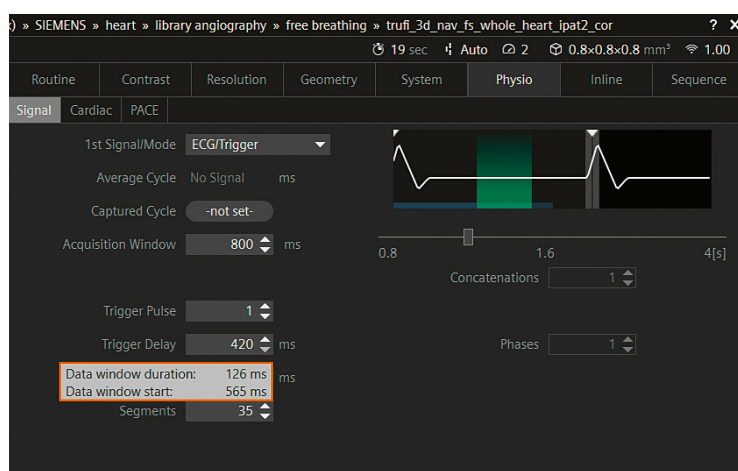 :) » SIEMENS » heart » library angiography » free breathing » trufi_3d_nav_fs_whole_heart_ipat2_cor ? X
19 sec Auto 2 0.8×0.8×0.8 mm³ 1.00
Routine Contrast Resolution Geometry System Physio Inline Sequence
Signal Cardiac PACE
1st Signal/Mode ECG/Trigger
Average Cycle No Signal ms
Captured Cycle -not set-
Acquisition Window 800 ms
0.8 1.6 4[s]
Concatenations 1
Trigger Pulse 1
Trigger Delay 420 ms Phases 1
Data window duration: 126 ms
Data window start: 565 ms
ms
Segments 35